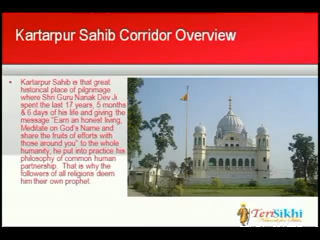 Kartarpur Sahib Corridor Overview
• Kartarpur Sahib is that great
historical place of pilgrimage
where Shri Guru Nanak Dev Ji
spent the last 17 years, 5 months
& 6 days of his life and giving the
message "Earn an honest living,
Meditate on God's Name and
share the fruits of efforts with
those around you" to the whole
humanity, he put into practice his
philosophy of common human
partnership. That is why the
followers of all religions deem
him their own prophet.
TeriSikhi